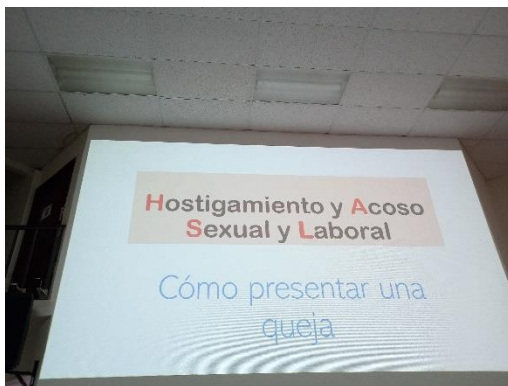 Hostigamiento y Acoso
Sexual y Laboral
Cómo presentar una
queja